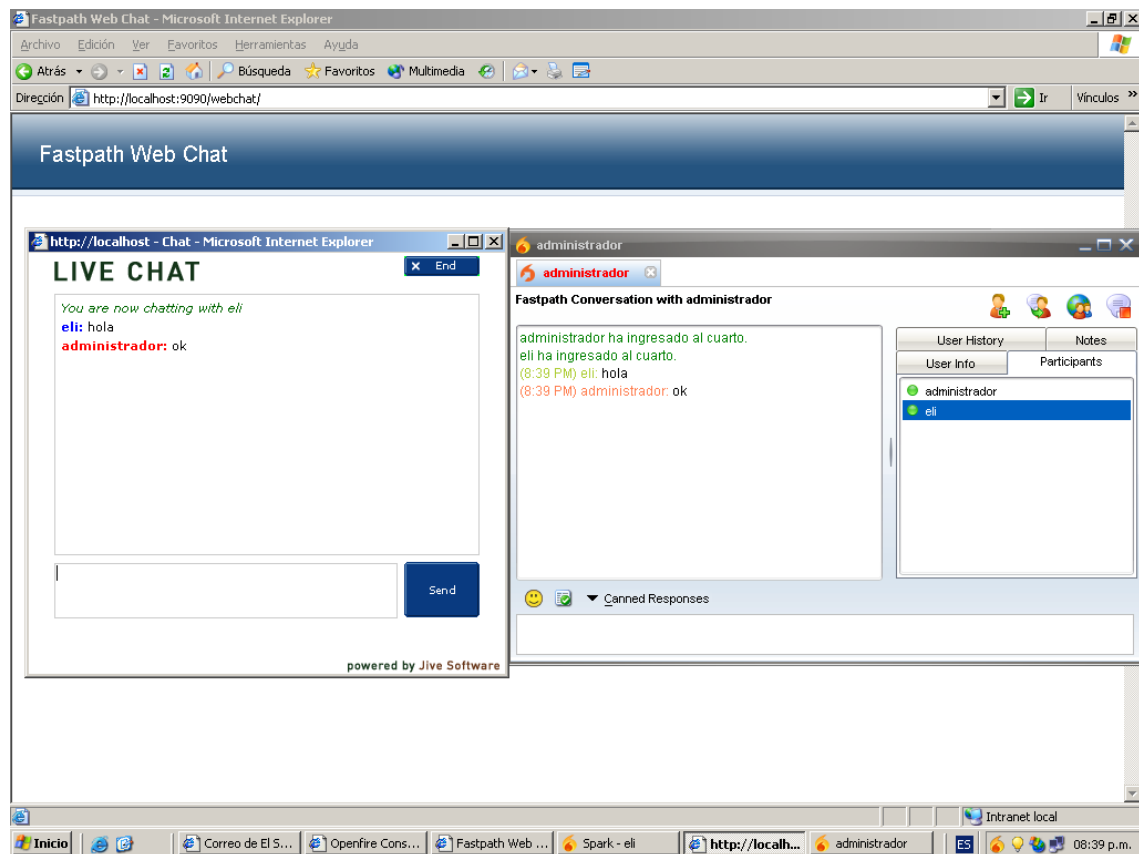 Fastpath Web Chat - Microsoft Internet Explorer
Archivo Edición Ver Favoritos Herramientas Ayuda
Atrás Búsqueda Favoritos Multimedia
Dirección http://localhost:9090/webchat/ Ir Vínculos »
Fastpath Web Chat
http://localhost - Chat - Microsoft Internet Explorer
LIVE CHAT
X End
You are now chatting with eli
eli: hola
administrador: ok
Send
powered by Jive Software
administrador
administrador
Fastpath Conversation with administrador
administrador ha ingresado al cuarto.
eli ha ingresado al cuarto.
(8:39 PM) eli: hola
(8:39 PM) administrador: ok
User History Notes
User Info Participants
administrador
eli
Canned Responses
Intranet local
Inicio Correo de El S... Openfire Cons... Fastpath Web ... Spark - eli http://localh... administrador ES 08:39 p.m.